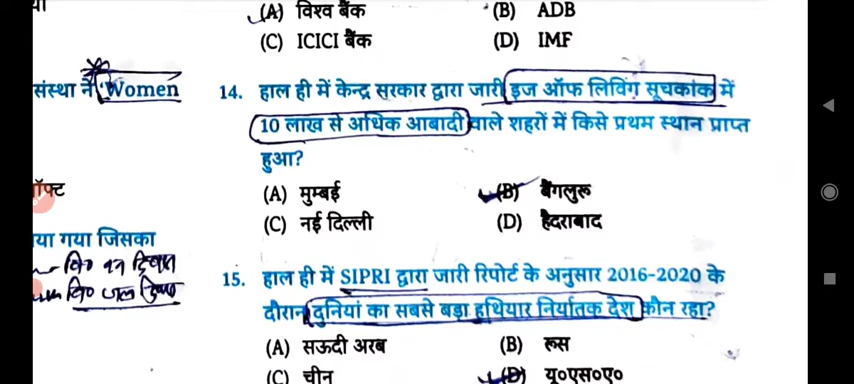 (A) विश्व बैंक
(B) ADB
(C) ICICI बैंक
(D) IMF
संस्था ने Women
14. हाल ही में केन्द्र सरकार द्वारा जारी इज ऑफ लिविंग सूचकांक में
10 लाख से अधिक आबादी वाले शहरों में किसे प्रथम स्थान प्राप्त
हुआ?
(A) मुम्बई
(B) बैंगलुरू
(C) नई दिल्ली
(D) हैदराबाद
ॉफ्ट
या गया जिसका
15. हाल ही में SIPRI द्वारा जारी रिपोर्ट के अनुसार 2016-2020 के
दौरान दुनियां का सबसे बड़ा हथियार निर्यातक देश कौन रहा?
(A) सऊदी अरब
(B) रूस
(C) चीन
(D) यू०एस०ए०